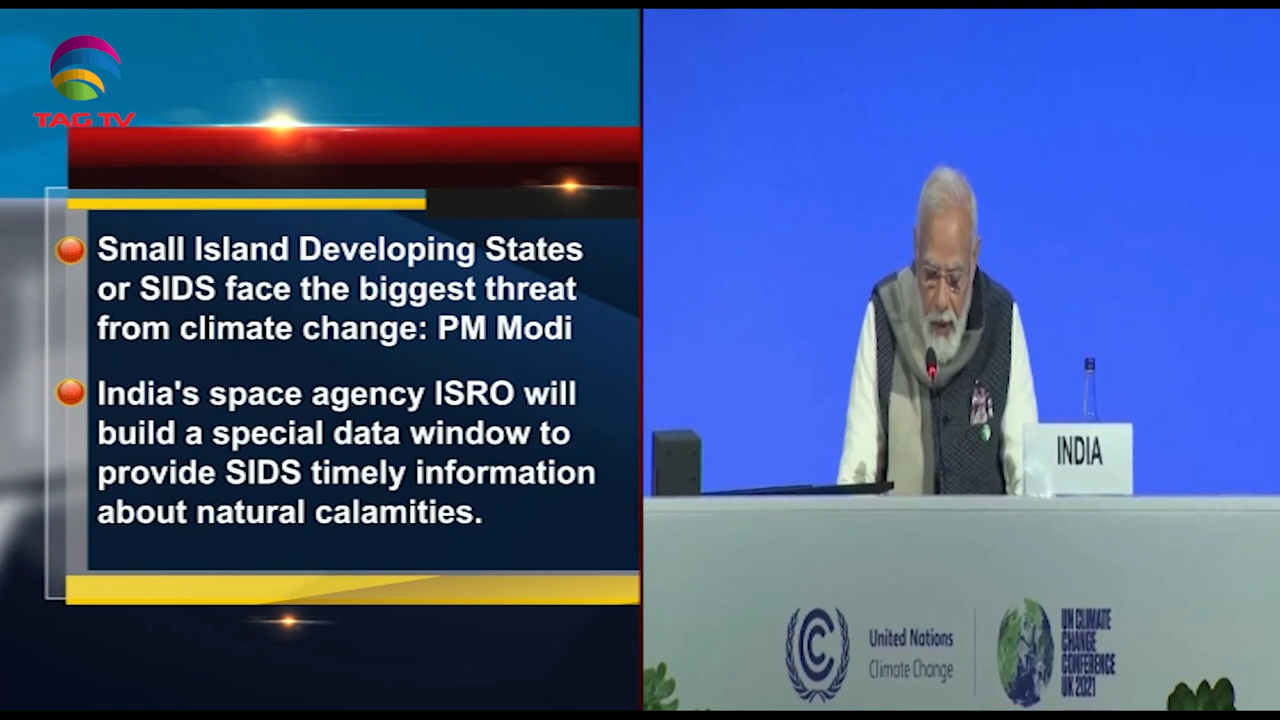 TAG TV
Small Island Developing States
or SIDS face the biggest threat
from climate change: PM Modi
India's space agency ISRO will
build a special data window to
provide SIDS timely information
about natural calamities.
INDIA
United Nations
Climate Change
UN CLIMATE
CHANGE
CONFERENCE
UK 2021